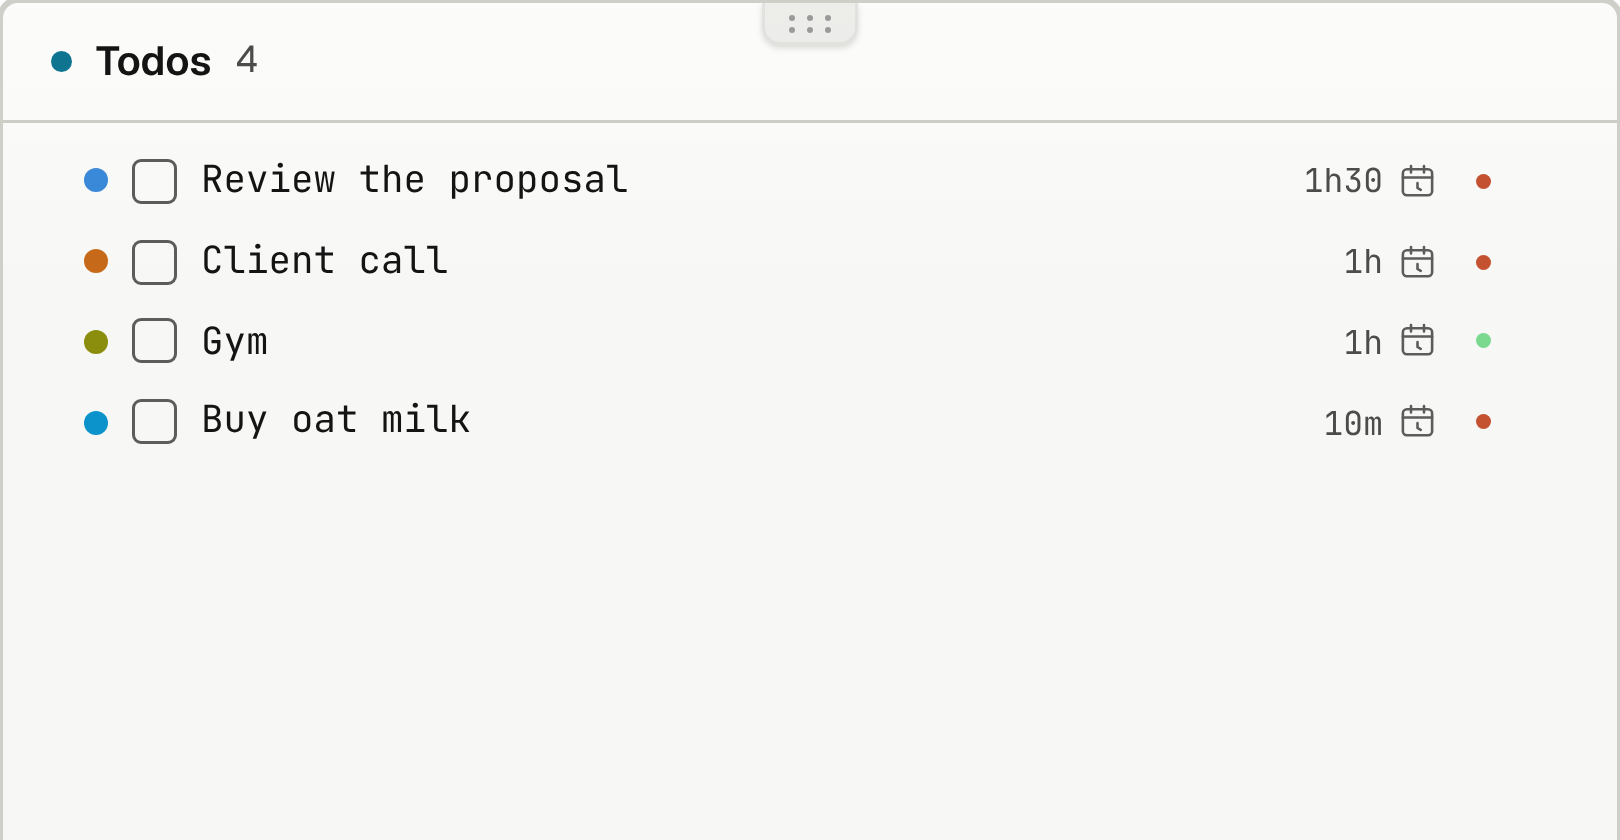 Todos 4
Review the proposal 1h30
Client call 1h
Gym 1h
Buy oat milk 10m